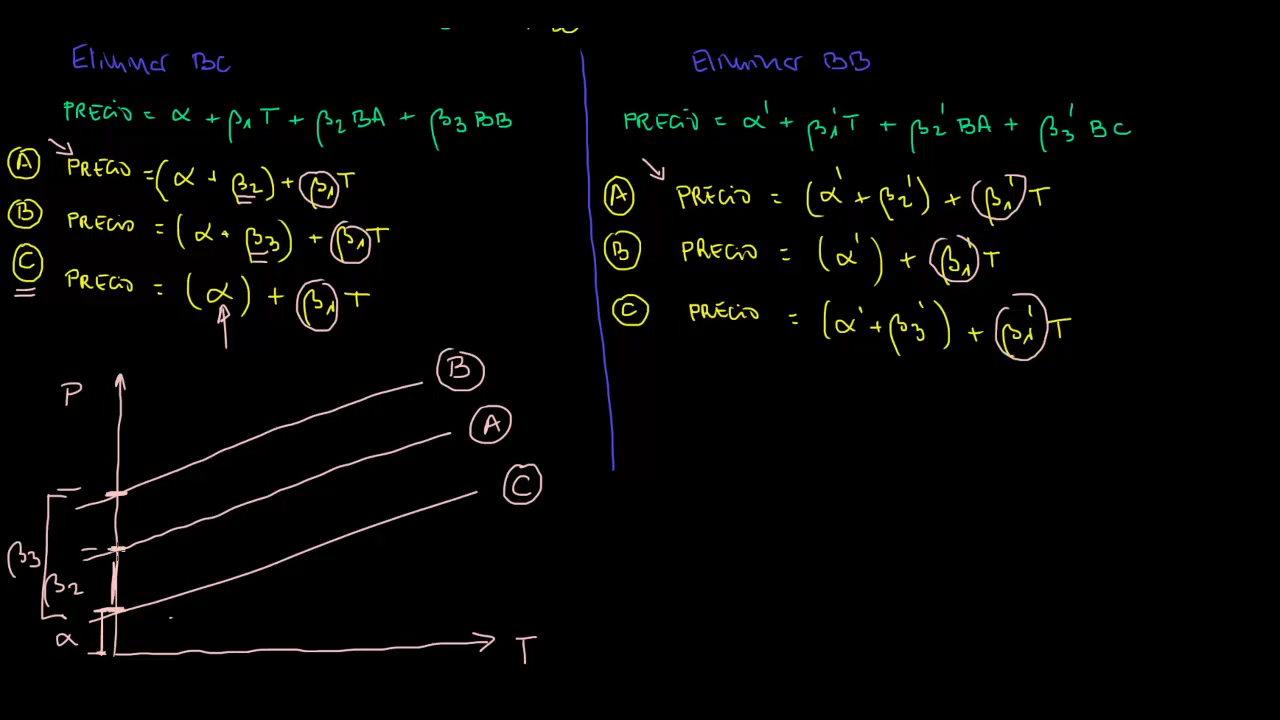 Eliminar BC
PRECIO = α + β1 T + β2 BA + β3 BB
A PRECIO = (α + β2) + β1 T
B PRECIO = (α + β3) + β1 T
C PRECIO = (α) + β1 T
P
B
A
C
β3
β2
α
T
Eliminar BB
PRECIO = α' + β1' T + β2' BA + β3' BC
A PRECIO = (α' + β2') + β1' T
B PRECIO = (α') + β1' T
C PRECIO = (α' + β3') + β1' T